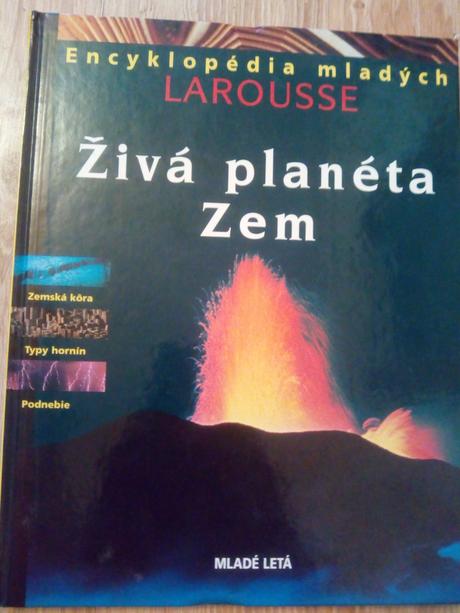 Encyklopédia mladých
LAROUSSE
Živá planéta
Zem
Zemská kôra
Typy hornín
Podnebie
MLADÉ LETÁ